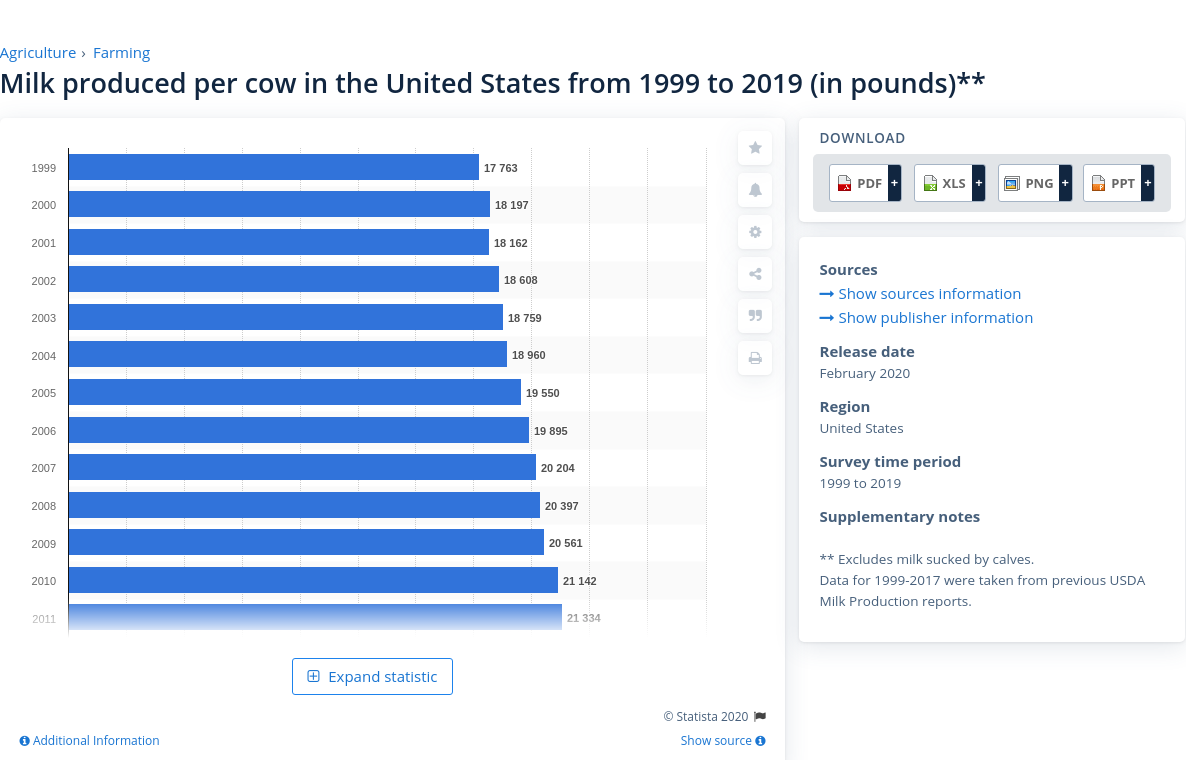 Agriculture › Farming
Milk produced per cow in the United States from 1999 to 2019 (in pounds)**
1999 17 763
2000 18 197
2001 18 162
2002 18 608
2003 18 759
2004 18 960
2005 19 550
2006 19 895
2007 20 204
2008 20 397
2009 20 561
2010 21 142
2011 21 334
Expand statistic
© Statista 2020
Additional Information
Show source
DOWNLOAD
PDF + XLS + PNG + PPT +
Sources
Show sources information
Show publisher information
Release date
February 2020
Region
United States
Survey time period
1999 to 2019
Supplementary notes
** Excludes milk sucked by calves.
Data for 1999-2017 were taken from previous USDA
Milk Production reports.